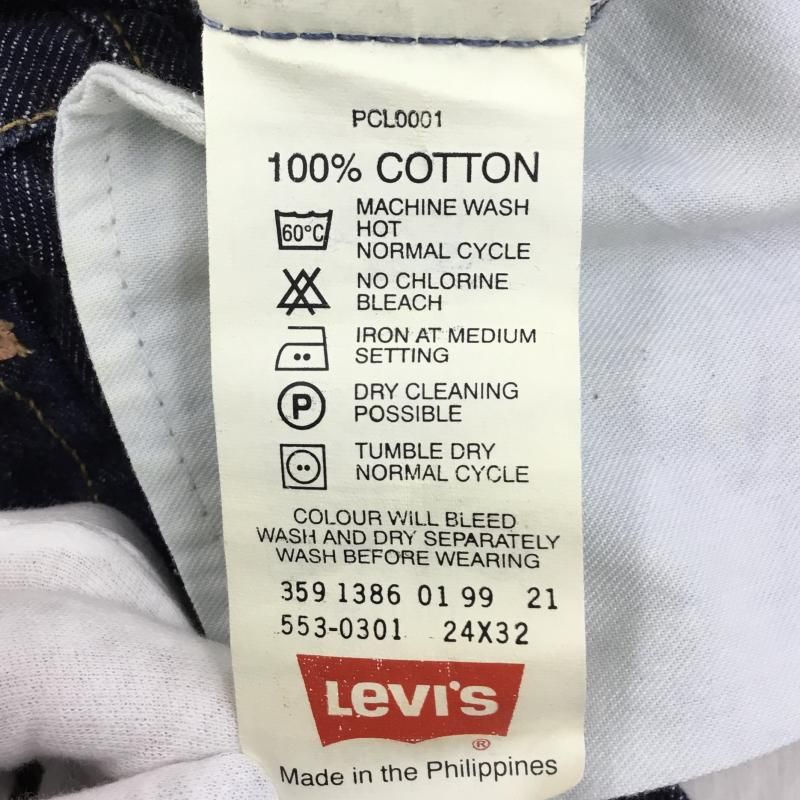 PCL0001
100% COTTON
60°C
MACHINE WASH
HOT
NORMAL CYCLE
NO CHLORINE
BLEACH
IRON AT MEDIUM
SETTING
P
DRY CLEANING
POSSIBLE
TUMBLE DRY
NORMAL CYCLE
COLOUR WILL BLEED
WASH AND DRY SEPARATELY
WASH BEFORE WEARING
359 1386 01 99 21
553-0301 24X32
Levi's
®
Made in the Philippines